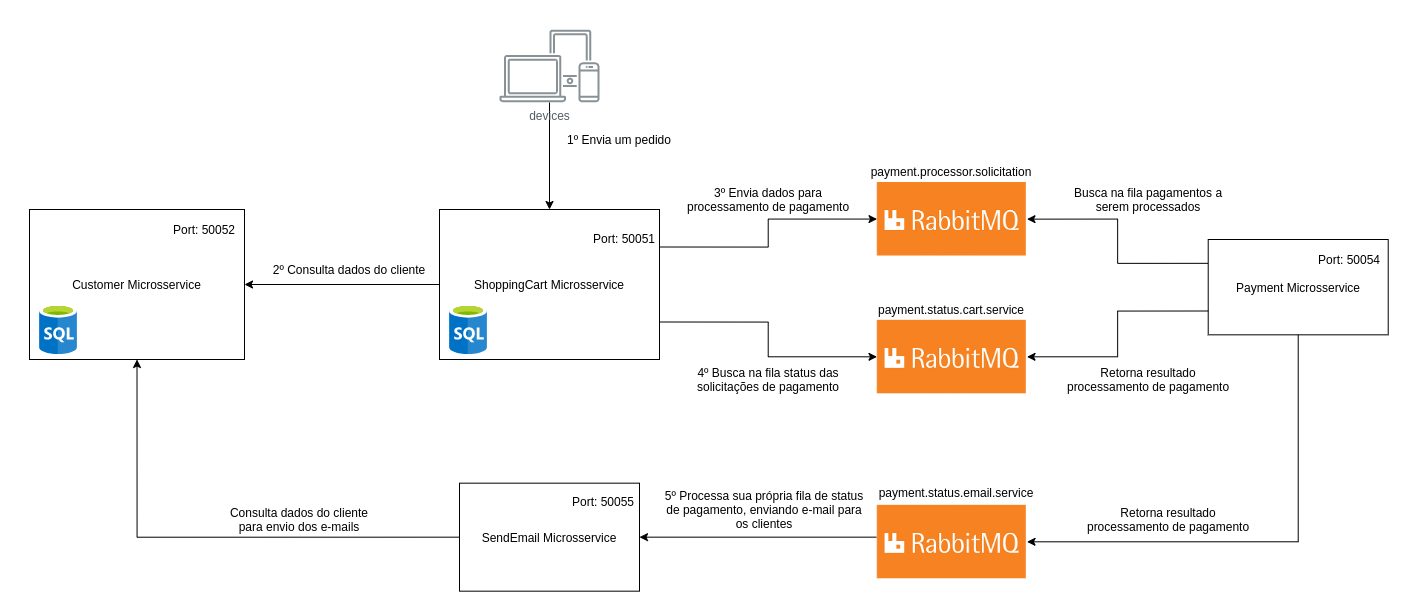 devices
1º Envia um pedido
payment.processor.solicitation
3º Envia dados para
processamento de pagamento
RabbitMQ
Busca na fila pagamentos a
serem processados
Port: 50052
Customer Microsservice
SQL
2º Consulta dados do cliente
Port: 50051
ShoppingCart Microsservice
SQL
Port: 50054
Payment Microsservice
payment.status.cart.service
RabbitMQ
4º Busca na fila status das
solicitações de pagamento
Retorna resultado
processamento de pagamento
Consulta dados do cliente
para envio dos e-mails
Port: 50055
SendEmail Microsservice
5º Processa sua própria fila de status
de pagamento, enviando e-mail para
os clientes
payment.status.email.service
RabbitMQ
Retorna resultado
processamento de pagamento